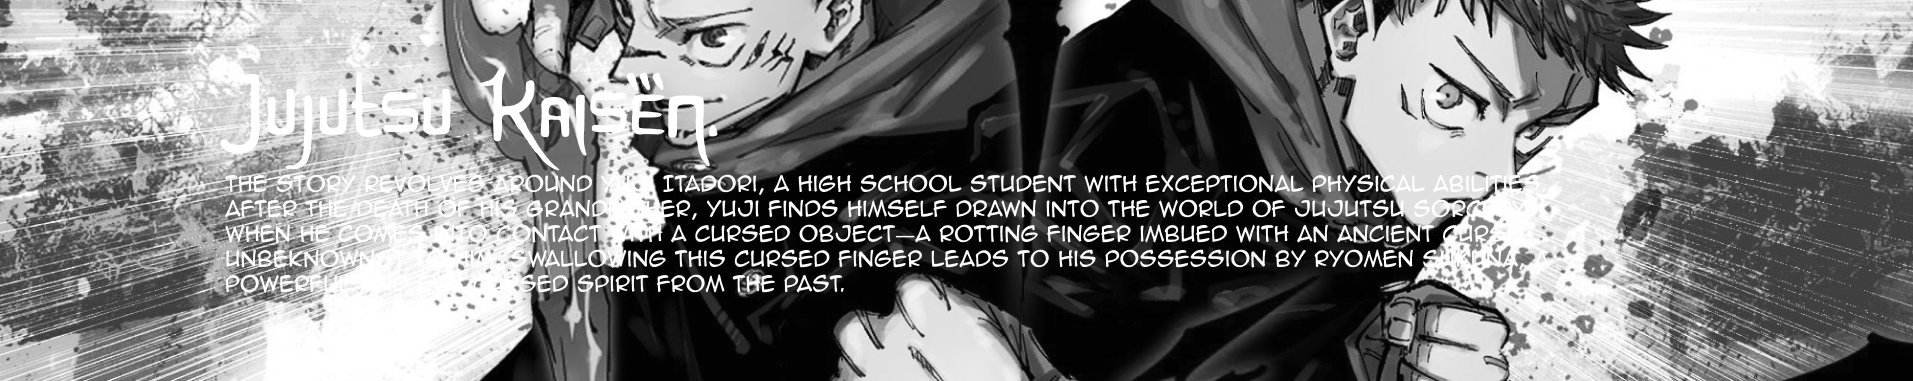 Jujutsu Kaisen.
THE STORY REVOLVES AROUND YUJI ITADORI, A HIGH SCHOOL STUDENT WITH EXCEPTIONAL PHYSICAL ABILITIES.
AFTER THE DEATH OF HIS GRANDFATHER, YUJI FINDS HIMSELF DRAWN INTO THE WORLD OF JUJUTSU SORCERY
WHEN HE COMES INTO CONTACT WITH A CURSED OBJECT—A ROTTING FINGER IMBUED WITH AN ANCIENT CURSE.
UNBEKNOWNST TO HIM, SWALLOWING THIS CURSED FINGER LEADS TO HIS POSSESSION BY RYOMEN SUKUNA, A
POWERFUL AND CURSED SPIRIT FROM THE PAST.